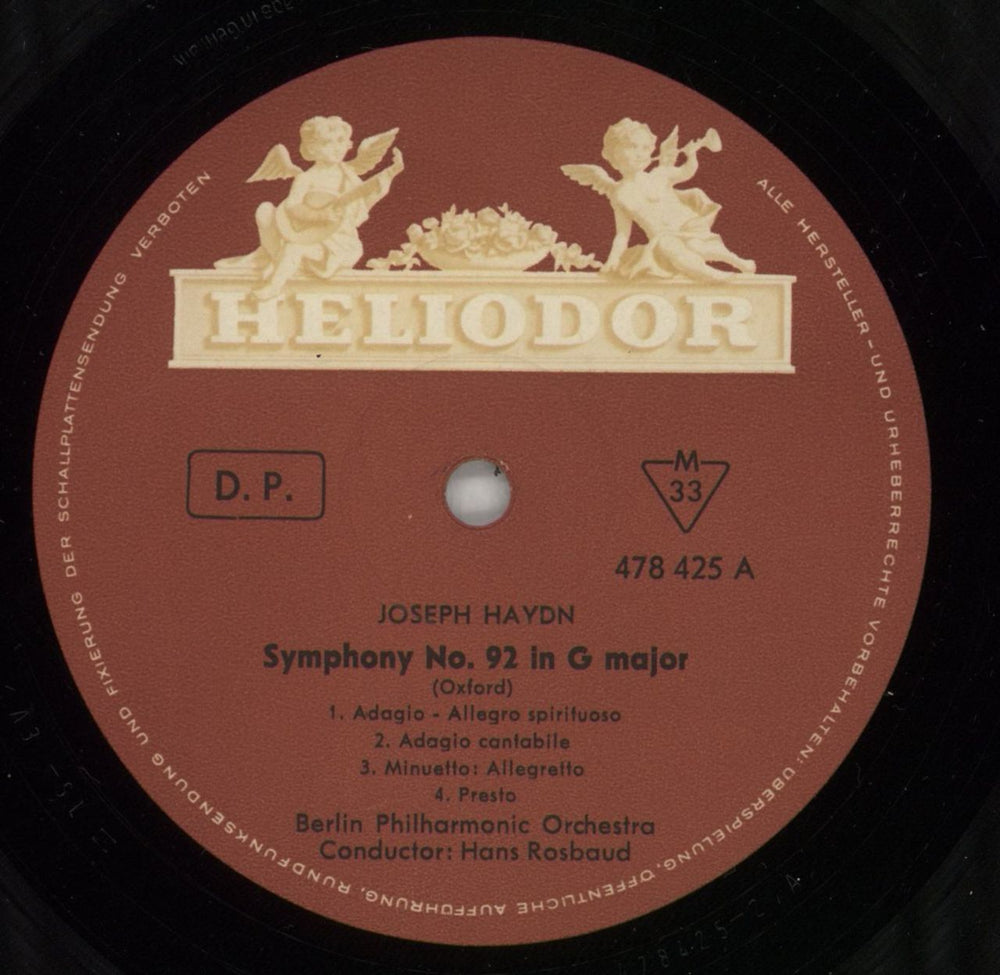 HELIODOR
ALLE HERSTELLER-UND URHEBERRECHTE VORBEHALTEN: ÜBERSPIELUNG, ÖFFENTLICHE AUFFÜHRUNG, RUNDFUNKSENDUNG UND FIXIERUNG DER SCHALLPLATTENSENDUNG VERBOTEN
D. P.
M
33
478 425 A
JOSEPH HAYDN
Symphony No. 92 in G major
(Oxford)
1. Adagio - Allegro spirituoso
2. Adagio cantabile
3. Minuetto: Allegretto
4. Presto
Berlin Philharmonic Orchestra
Conductor: Hans Rosbaud